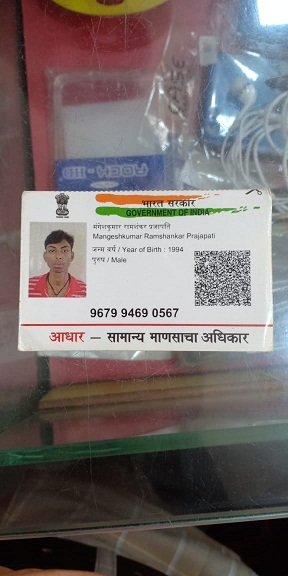 भारत सरकार
GOVERNMENT OF INDIA
मंगेशकुमार रामशंकर प्रजापति
Mangeshkumar Ramshankar Prajapati
जन्म वर्ष / Year of Birth : 1994
पुरुष / Male
9679 9469 0567
आधार — सामान्य माणसाचा अधिकार